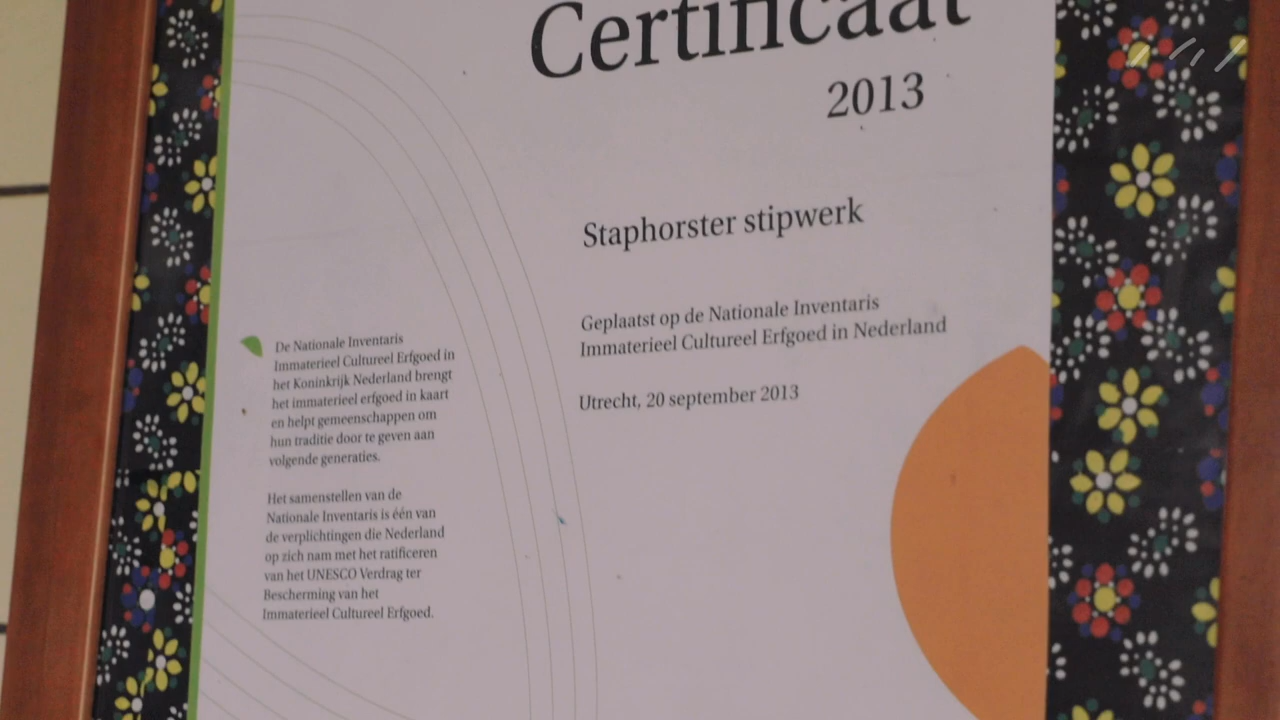 Certificaat
2013
Staphorster stipwerk
Geplaatst op de Nationale Inventaris
Immaterieel Cultureel Erfgoed in Nederland
Utrecht, 20 september 2013
De Nationale Inventaris
Immaterieel Cultureel Erfgoed in
het Koninkrijk Nederland brengt
het immaterieel erfgoed in kaart
en helpt gemeenschappen om
hun traditie door te geven aan
volgende generaties.
Het samenstellen van de
Nationale Inventaris is één van
de verplichtingen die Nederland
op zich nam met het ratificeren
van het UNESCO Verdrag ter
Bescherming van het
Immaterieel Cultureel Erfgoed.